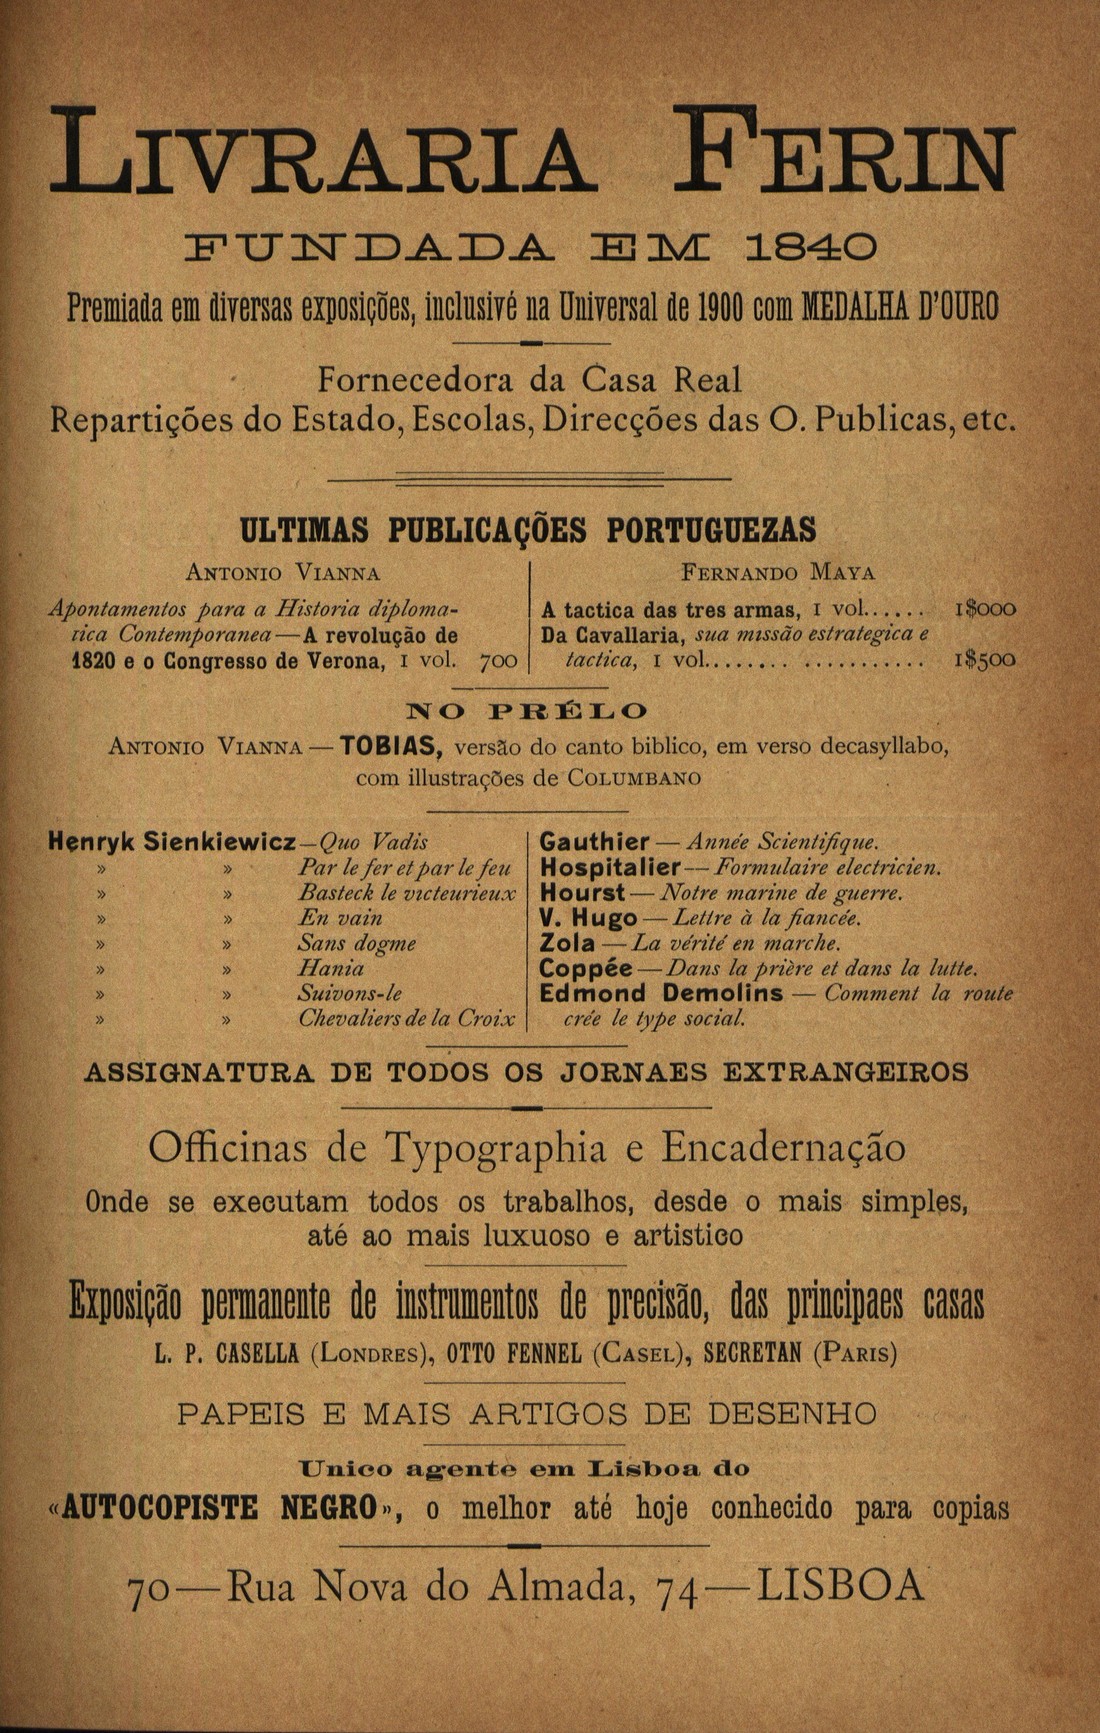 LIVRARIA FERIN
FUNDADA EM 1840
Premiada em diversas exposições, inclusivé na Universal de 1900 com MEDALHA D'OURO
Fornecedora da Casa Real
Repartições do Estado, Escolas, Direcções das O. Publicas, etc.
ULTIMAS PUBLICAÇÕES PORTUGUEZAS
ANTONIO VIANNA
Apontamentos para a Historia diploma-
tica Contemporanea — A revolução de
1820 e o Congresso de Verona, 1 vol. 700
FERNANDO MAYA
A tactica das tres armas, 1 vol...... 1$000
Da Cavallaria, sua missão estrategica e
tactica, 1 vol........ ........... 1$500
NO PRÉLO
ANTONIO VIANNA — TOBIAS, versão do canto biblico, em verso decasyllabo,
com illustrações de COLUMBANO
Henryk Sienkiewicz — Quo Vadis
» » Par le fer et par le feu
» » Basteck le victeurieux
» » En vain
» » Sans dogme
» » Hania
» » Suivons-le
» » Chevaliers de la Croix
Gauthier — Année Scientifique.
Hospitalier — Formulaire electricien.
Hourst — Notre marine de guerre.
V. Hugo — Lettre à la fiancée.
Zola — La vérité en marche.
Coppée — Dans la prière et dans la lutte.
Edmond Demolins — Comment la route
crée le type social.
ASSIGNATURA DE TODOS OS JORNAES EXTRANGEIROS
Officinas de Typographia e Encadernação
Onde se executam todos os trabalhos, desde o mais simples,
até ao mais luxuoso e artistico
Exposição permanente de instrumentos de precisão, das principaes casas
L. P. CASELLA (LONDRES), OTTO FENNEL (CASEL), SECRETAN (PARIS)
PAPEIS E MAIS ARTIGOS DE DESENHO
Unico agente em Lisboa do
«AUTOCOPISTE NEGRO», o melhor até hoje conhecido para copias
70 — Rua Nova do Almada, 74 — LISBOA